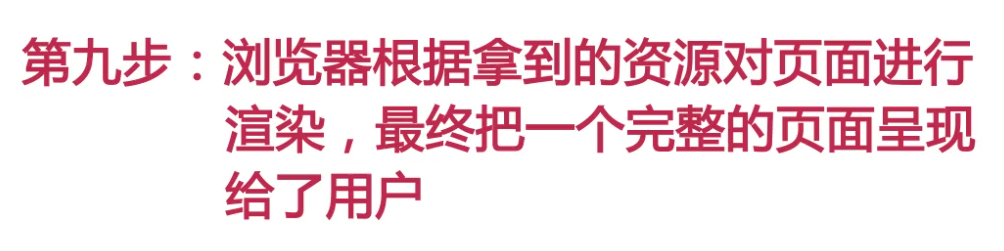 第九步：浏览器根据拿到的资源对页面进行
渲染，最终把一个完整的页面呈现
给了用户